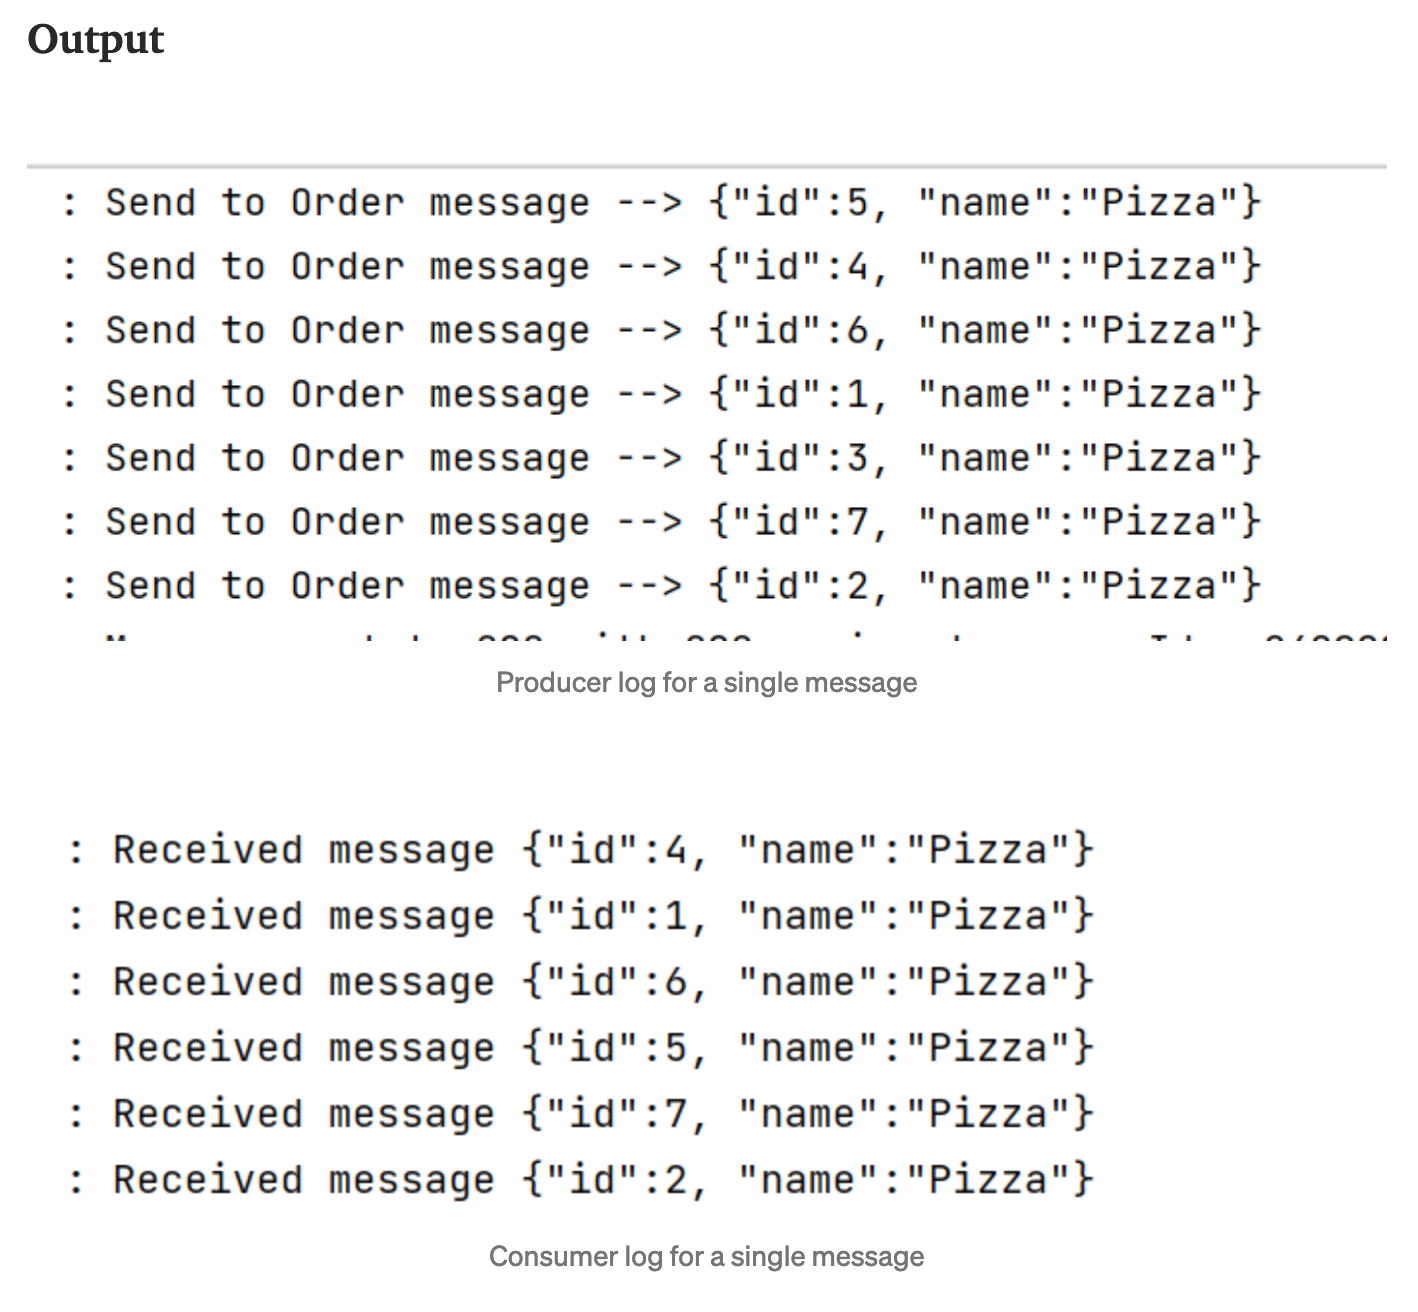 Output
: Send to Order message --> {"id":5, "name":"Pizza"}
: Send to Order message --> {"id":4, "name":"Pizza"}
: Send to Order message --> {"id":6, "name":"Pizza"}
: Send to Order message --> {"id":1, "name":"Pizza"}
: Send to Order message --> {"id":3, "name":"Pizza"}
: Send to Order message --> {"id":7, "name":"Pizza"}
: Send to Order message --> {"id":2, "name":"Pizza"}
Producer log for a single message
: Received message {"id":4, "name":"Pizza"}
: Received message {"id":1, "name":"Pizza"}
: Received message {"id":6, "name":"Pizza"}
: Received message {"id":5, "name":"Pizza"}
: Received message {"id":7, "name":"Pizza"}
: Received message {"id":2, "name":"Pizza"}
Consumer log for a single message